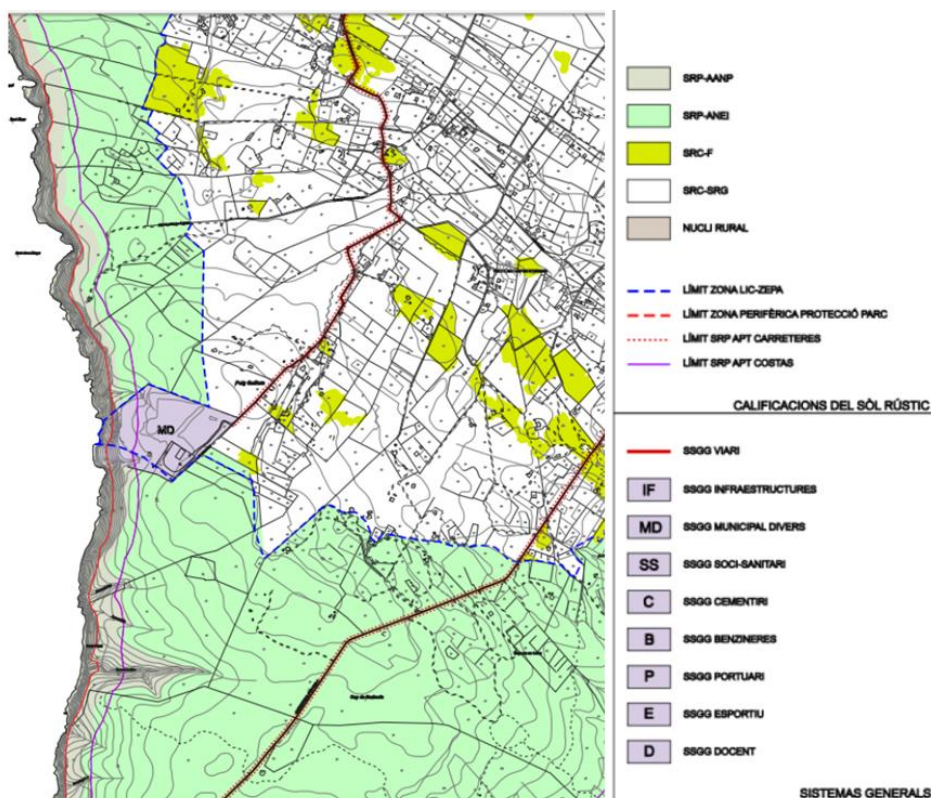 MD
SRP-AANP
SRP-ANEI
SRC-F
SRC-SRG
NUCLI RURAL
LÍMIT ZONA LIC-ZEPA
LÍMIT ZONA PERIFÈRICA PROTECCIÓ PARC
LÍMIT SRP APT CARRETERES
LÍMIT SRP APT COSTAS
CALIFICACIONS DEL SÒL RÚSTIC
SSGG VIARI
IF SSGG INFRAESTRUCTURES
MD SSGG MUNICIPAL DIVERS
SS SSGG SOCI-SANITARI
C SSGG CEMENTIRI
B SSGG BENZINERES
P SSGG PORTUARI
E SSGG ESPORTIU
D SSGG DOCENT
SISTEMAS GENERALS